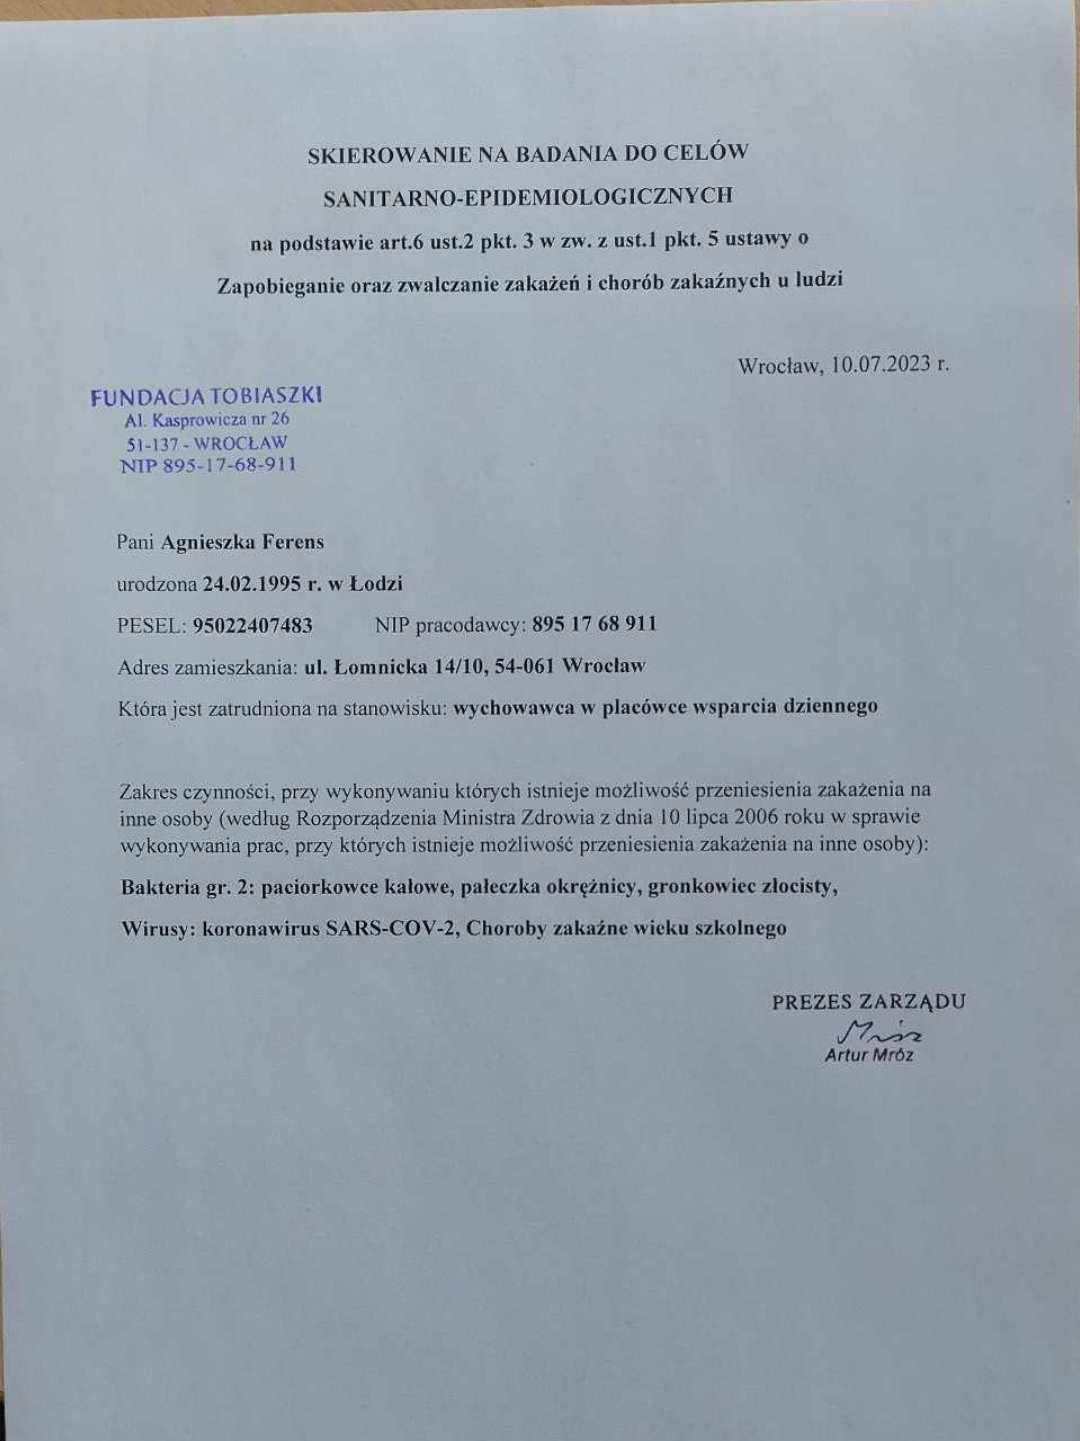 SKIEROWANIE NA BADANIA DO CELÓW
SANITARNO-EPIDEMIOLOGICZNYCH
na podstawie art.6 ust.2 pkt. 3 w zw. z ust.1 pkt. 5 ustawy o
Zapobieganie oraz zwalczanie zakażeń i chorób zakaźnych u ludzi
Wrocław, 10.07.2023 r.
FUNDACJA TOBIASZKI
Al. Kasprowicza nr 26
51-137 - WROCŁAW
NIP 895-17-68-911
Pani Agnieszka Ferens
urodzona 24.02.1995 r. w Łodzi
PESEL: 95022407483 NIP pracodawcy: 895 17 68 911
Adres zamieszkania: ul. Łomnicka 14/10, 54-061 Wrocław
Która jest zatrudniona na stanowisku: wychowawca w placówce wsparcia dziennego
Zakres czynności, przy wykonywaniu których istnieje możliwość przeniesienia zakażenia na
inne osoby (według Rozporządzenia Ministra Zdrowia z dnia 10 lipca 2006 roku w sprawie
wykonywania prac, przy których istnieje możliwość przeniesienia zakażenia na inne osoby):
Bakteria gr. 2: paciorkowce kałowe, pałeczka okrężnicy, gronkowiec złocisty,
Wirusy: koronawirus SARS-COV-2, Choroby zakaźne wieku szkolnego
PREZES ZARZĄDU
Mróz
Artur Mróz